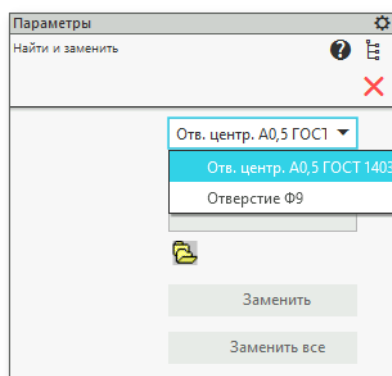 Параметры
Найти и заменить
Отв. центр. А0,5 ГОСТ
Отв. центр. А0,5 ГОСТ 1403
Отверстие Ф9
Заменить
Заменить все